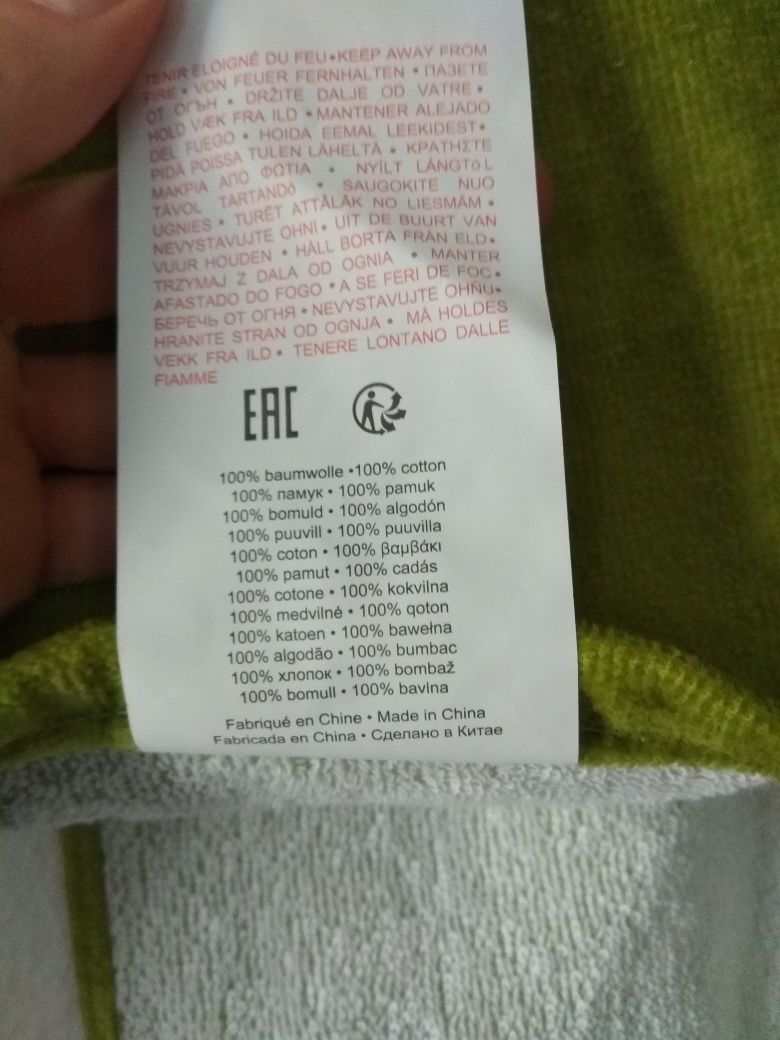 TENIR ELOIGNÉ DU FEU•KEEP AWAY FROM
FIRE • VON FEUER FERNHALTEN • ПАЗЕТЕ
ОТ ОГЪН • DRŽITE DALJE OD VATRE •
HOLD VÆK FRA ILD •MANTENER ALEJADO
DEL FUEGO • HOIDA EEMAL LEEKIDEST•
PIDÄ POISSA TULEN LÄHELTÄ • ΚΡΑΤΗΣΤΕ
ΜΑΚΡΙΑ ΑΠΟ ΦΩΤΙΑ • NYÍLT LÁNGTóL
TÁVOL TARTANDó • SAUGOKITE NUO
UGNIES • TURĒT ATTĀLĀK NO LIESMĀM •
NEVYSTAVUJTE OHNI• UIT DE BUURT VAN
VUUR HOUDEN • HÅLL BORTA FRÅN ELD•
TRZYMAJ Z DALA OD OGNIA • MANTER
AFASTADO DO FOGO •A SE FERI DE FOC•
БЕРЕЧЬ ОТ ОГНЯ • NEVYSTAVUJTE OHŇU•
HRANITE STRAN OD OGNJA • MÅ HOLDES
VEKK FRA ILD • TENERE LONTANO DALLE
FIAMME
EAC
100% baumwolle •100% cotton
100% памук • 100% pamuk
100% bomuld • 100% algodón
100% puuvill • 100% puuvilla
100% coton • 100% βαμβάκι
100% pamut • 100% cadás
100% cotone • 100% kokvilna
100% medvilnė • 100% qoton
100% katoen • 100% bawełna
100% algodão • 100% bumbac
100% хлопок • 100% bombaž
100% bomull • 100% bavlna
Fabriqué en Chine • Made in China
Fabricada en China • Сделано в Китае